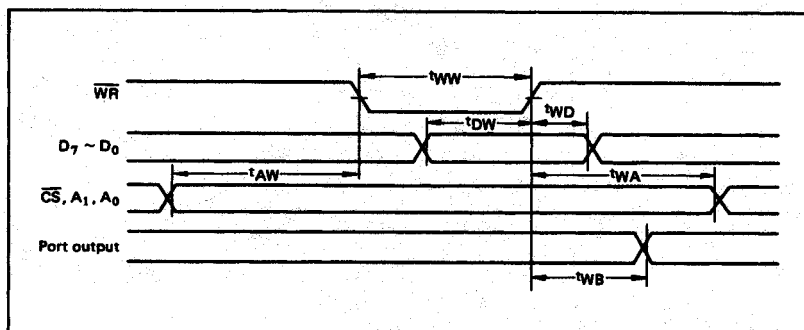 tWW
WR
tWD
tDW
D7 ~ D0
tAW
tWA
CS, A1, A0
Port output
tWB